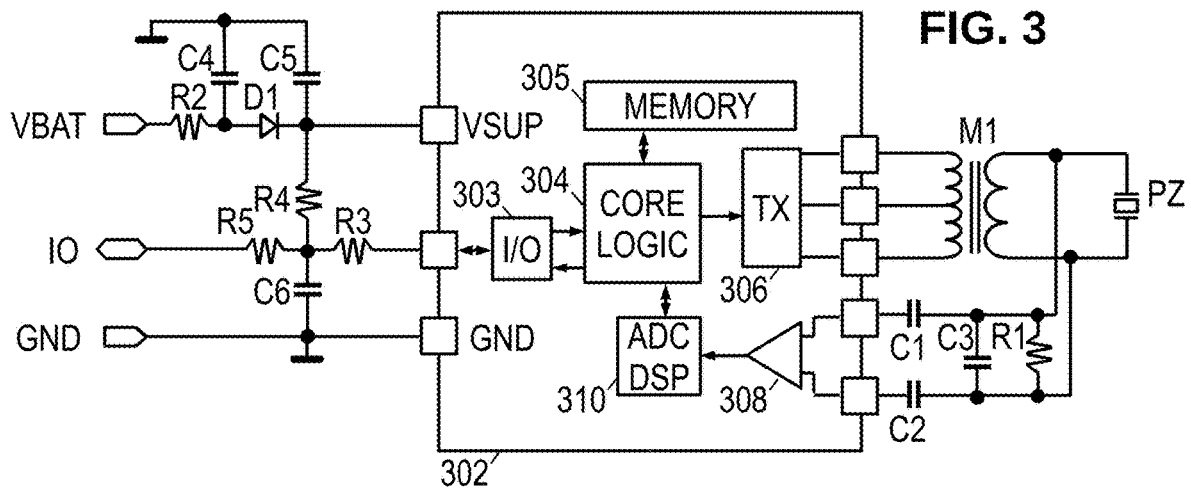 FIG. 3
C4
C5
R2
D1
VBAT
VSUP
305
MEMORY
M1
PZ
303
304
R4
R5
R3
IO
I/O
CORE
LOGIC
TX
306
C6
GND
GND
ADC
DSP
310
308
C1
C3
R1
C2
302